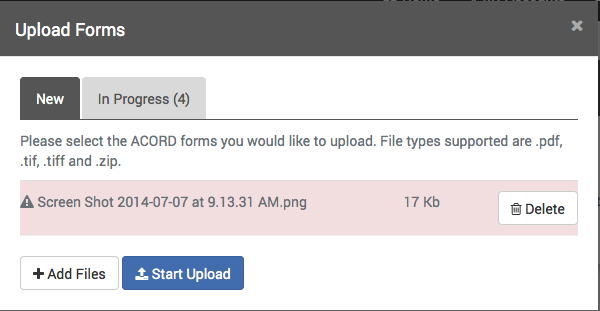 Upload Forms
New In Progress (4)
Please select the ACORD forms you would like to upload. File types supported are .pdf,
.tif, .tiff and .zip.
Screen Shot 2014-07-07 at 9.13.31 AM.png 17 Kb Delete
Add Files Start Upload